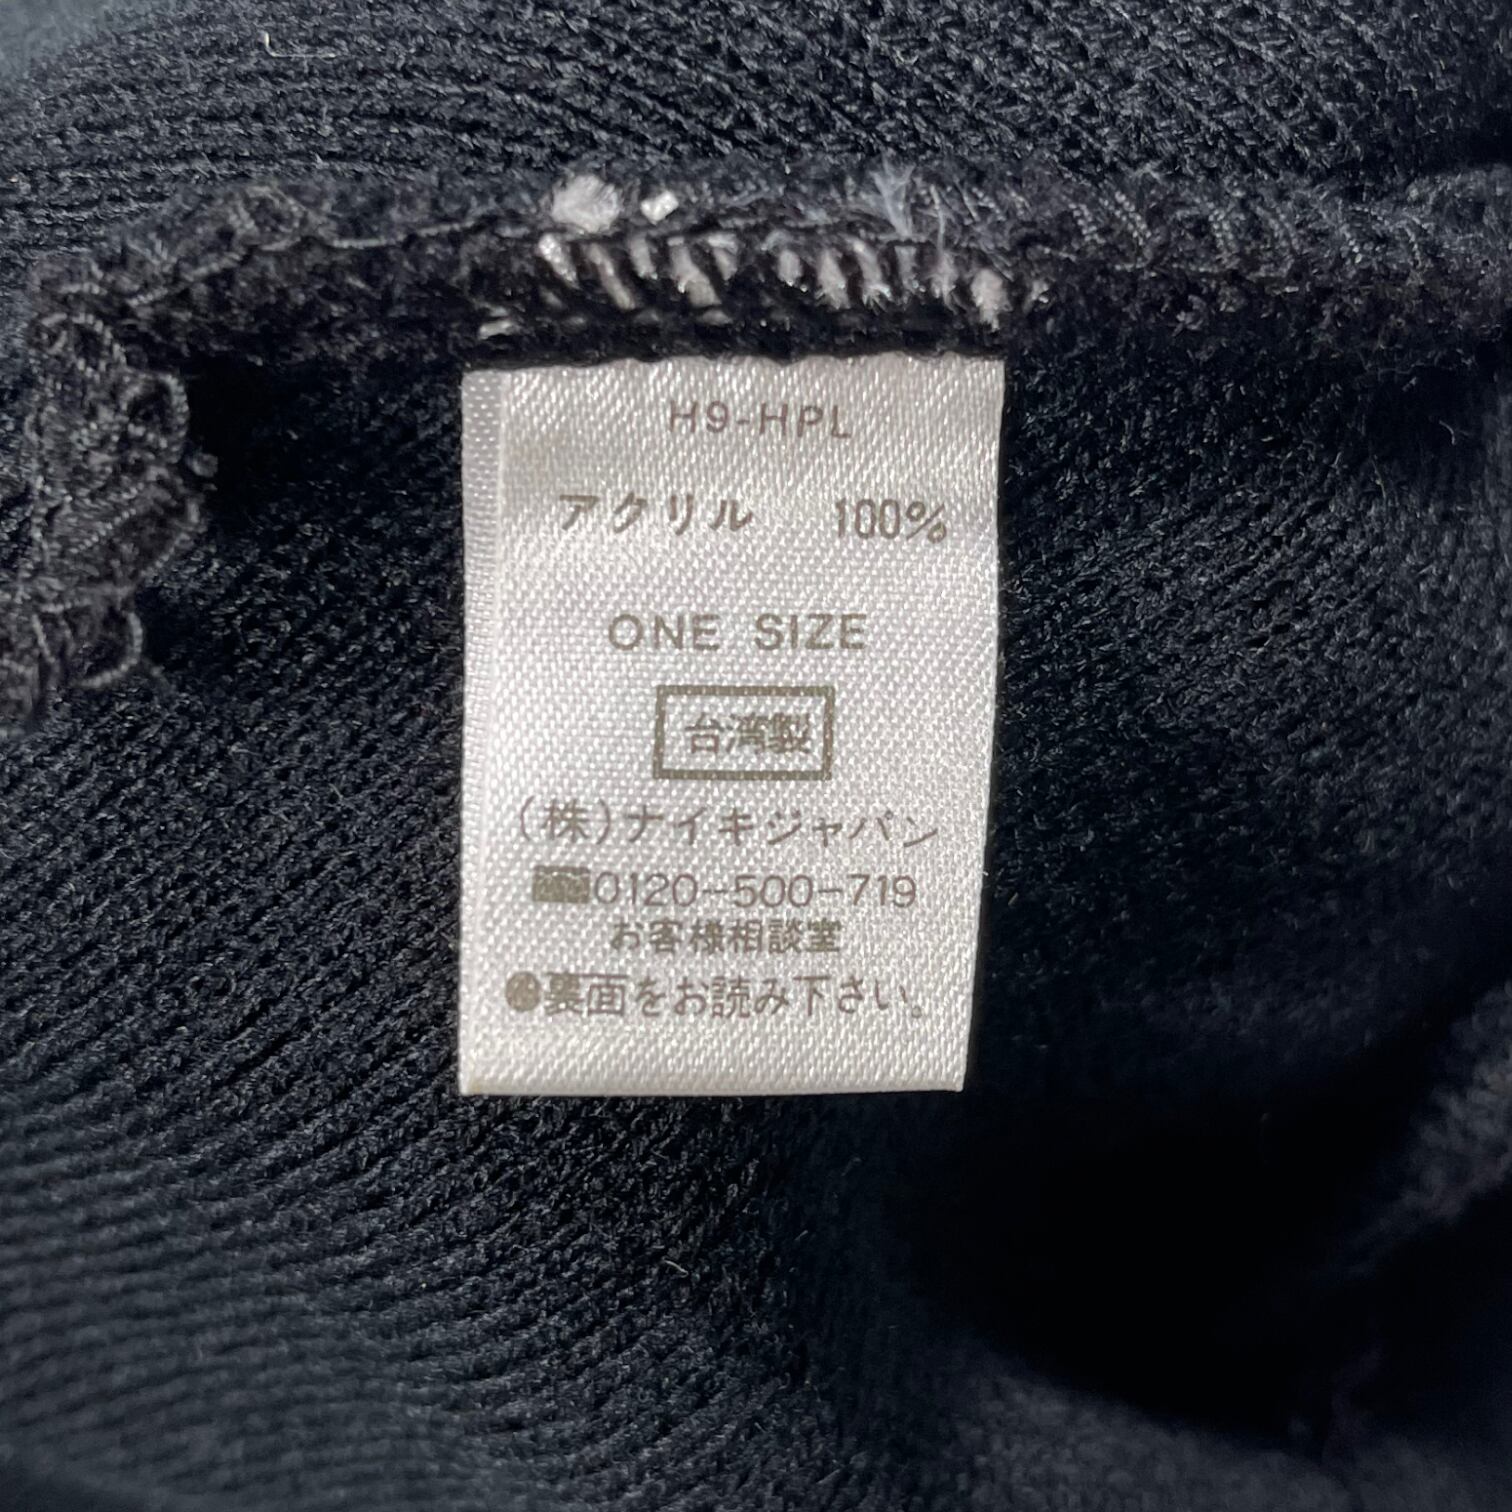 H9-HPL
アクリル 100%
ONE SIZE
台湾製
(株)ナイキジャパン
0120-500-719
お客様相談室
●裏面をお読み下さい。